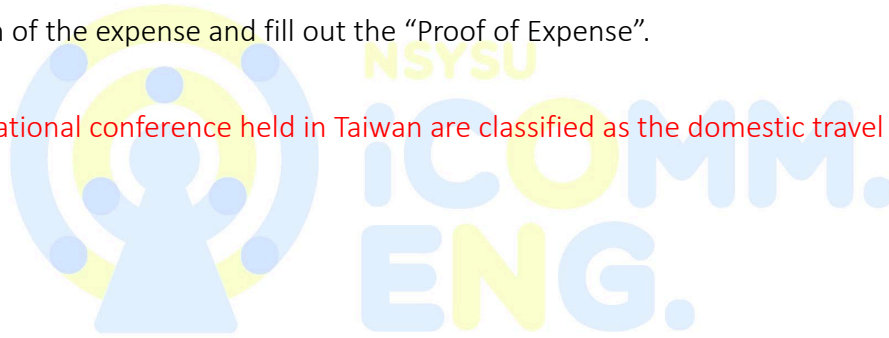 of the expense and fill out the “Proof of Expense”.
NSYSU
ational conference held in Taiwan are classified as the domestic travel
iCOMM.
ENG.